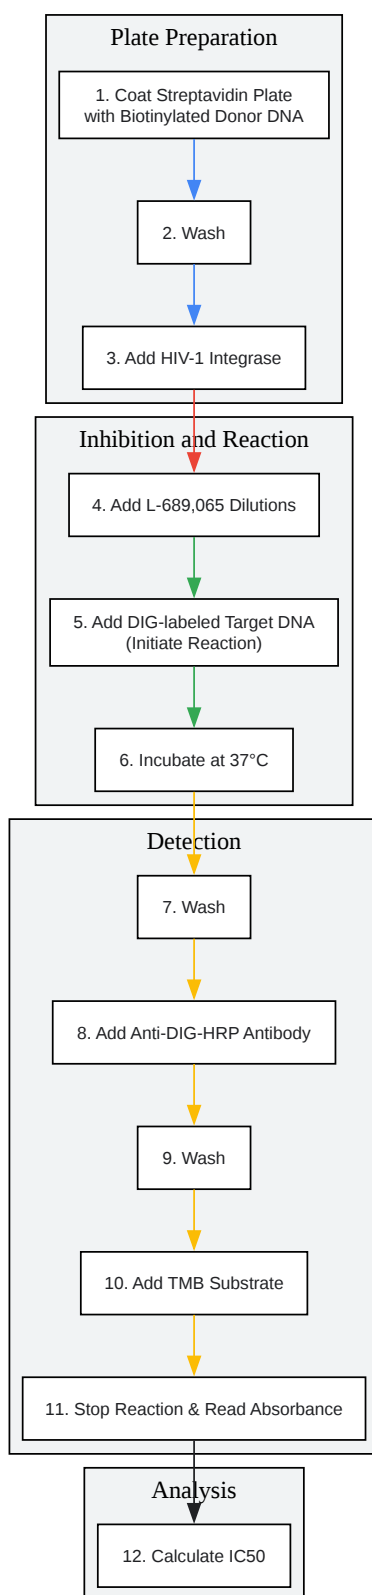 Plate Preparation
1. Coat Streptavidin Plate
with Biotinylated Donor DNA
2. Wash
3. Add HIV-1 Integrase
Inhibition and Reaction
4. Add L-689,065 Dilutions
5. Add DIG-labeled Target DNA
(Initiate Reaction)
6. Incubate at 37°C
Detection
7. Wash
8. Add Anti-DIG-HRP Antibody
9. Wash
10. Add TMB Substrate
11. Stop Reaction & Read Absorbance
Analysis
12. Calculate IC50